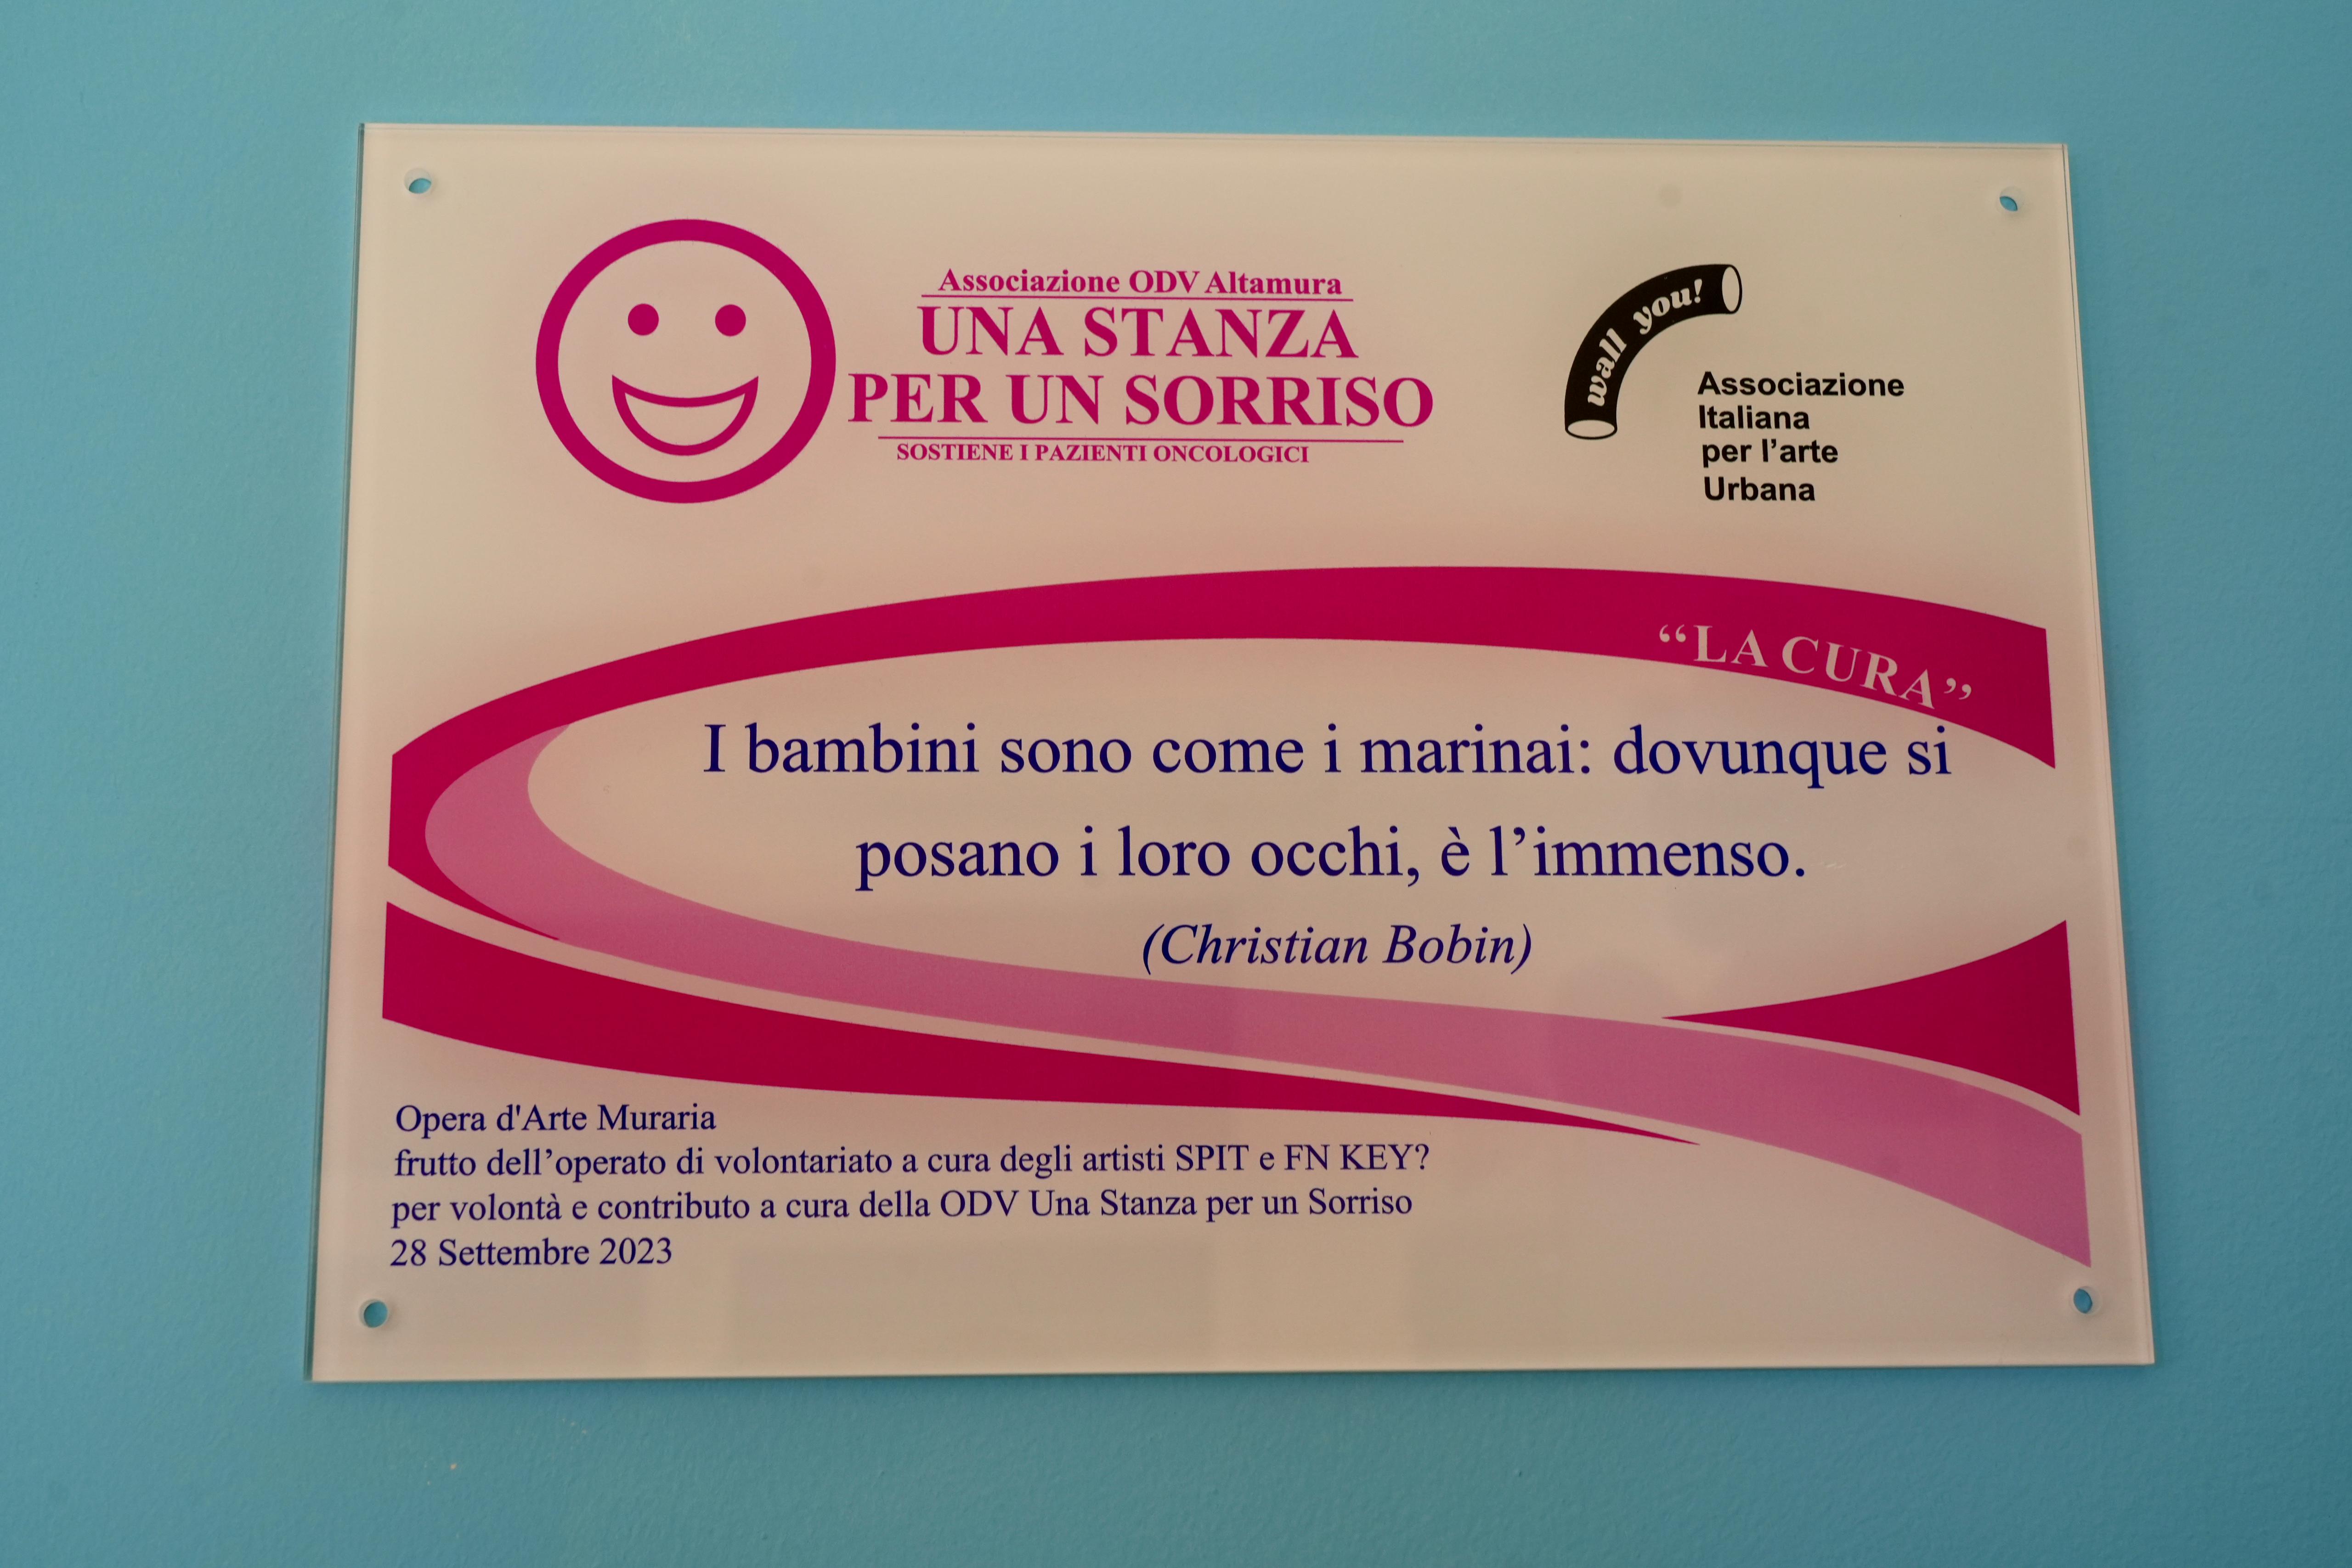 Associazione ODV Altamura
UNA STANZA
PER UN SORRISO
SOSTIENE I PAZIENTI ONCOLOGICI
wall you!
Associazione
Italiana
per l’arte
Urbana
“LA CURA”
I bambini sono come i marinai: dovunque si
posano i loro occhi, è l’immenso.
(Christian Bobin)
Opera d'Arte Muraria
frutto dell’operato di volontariato a cura degli artisti SPIT e FN KEY?
per volontà e contributo a cura della ODV Una Stanza per un Sorriso
28 Settembre 2023